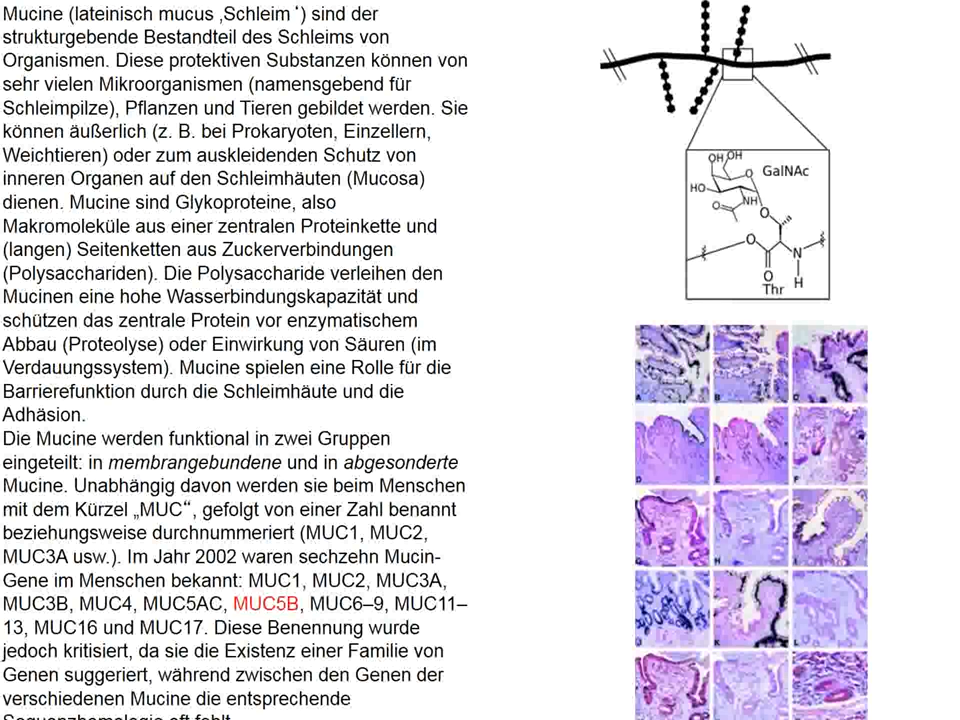 Mucine (lateinisch mucus ‚Schleim‘) sind der
strukturgebende Bestandteil des Schleims von
Organismen. Diese protektiven Substanzen können von
sehr vielen Mikroorganismen (namensgebend für
Schleimpilze), Pflanzen und Tieren gebildet werden. Sie
können äußerlich (z. B. bei Prokaryoten, Einzellern,
Weichtieren) oder zum auskleidenden Schutz von
inneren Organen auf den Schleimhäuten (Mucosa)
dienen. Mucine sind Glykoproteine, also
Makromoleküle aus einer zentralen Proteinkette und
(langen) Seitenketten aus Zuckerverbindungen
(Polysacchariden). Die Polysaccharide verleihen den
Mucinen eine hohe Wasserbindungskapazität und
schützen das zentrale Protein vor enzymatischem
Abbau (Proteolyse) oder Einwirkung von Säuren (im
Verdauungssystem). Mucine spielen eine Rolle für die
Barrierefunktion durch die Schleimhäute und die
Adhäsion.
Die Mucine werden funktional in zwei Gruppen
eingeteilt: in membrangebundene und in abgesonderte
Mucine. Unabhängig davon werden sie beim Menschen
mit dem Kürzel „MUC“, gefolgt von einer Zahl benannt
beziehungsweise durchnummeriert (MUC1, MUC2,
MUC3A usw.). Im Jahr 2002 waren sechzehn Mucin-
Gene im Menschen bekannt: MUC1, MUC2, MUC3A,
MUC3B, MUC4, MUC5AC, MUC5B, MUC6–9, MUC11–
13, MUC16 und MUC17. Diese Benennung wurde
jedoch kritisiert, da sie die Existenz einer Familie von
Genen suggeriert, während zwischen den Genen der
verschiedenen Mucine die entsprechende
Sequenzhomologie oft fehlt.
OH OH
O GalNAc
HO
NH
O
O
O
N
O H
Thr
A B C
D E F
G H I
J K L